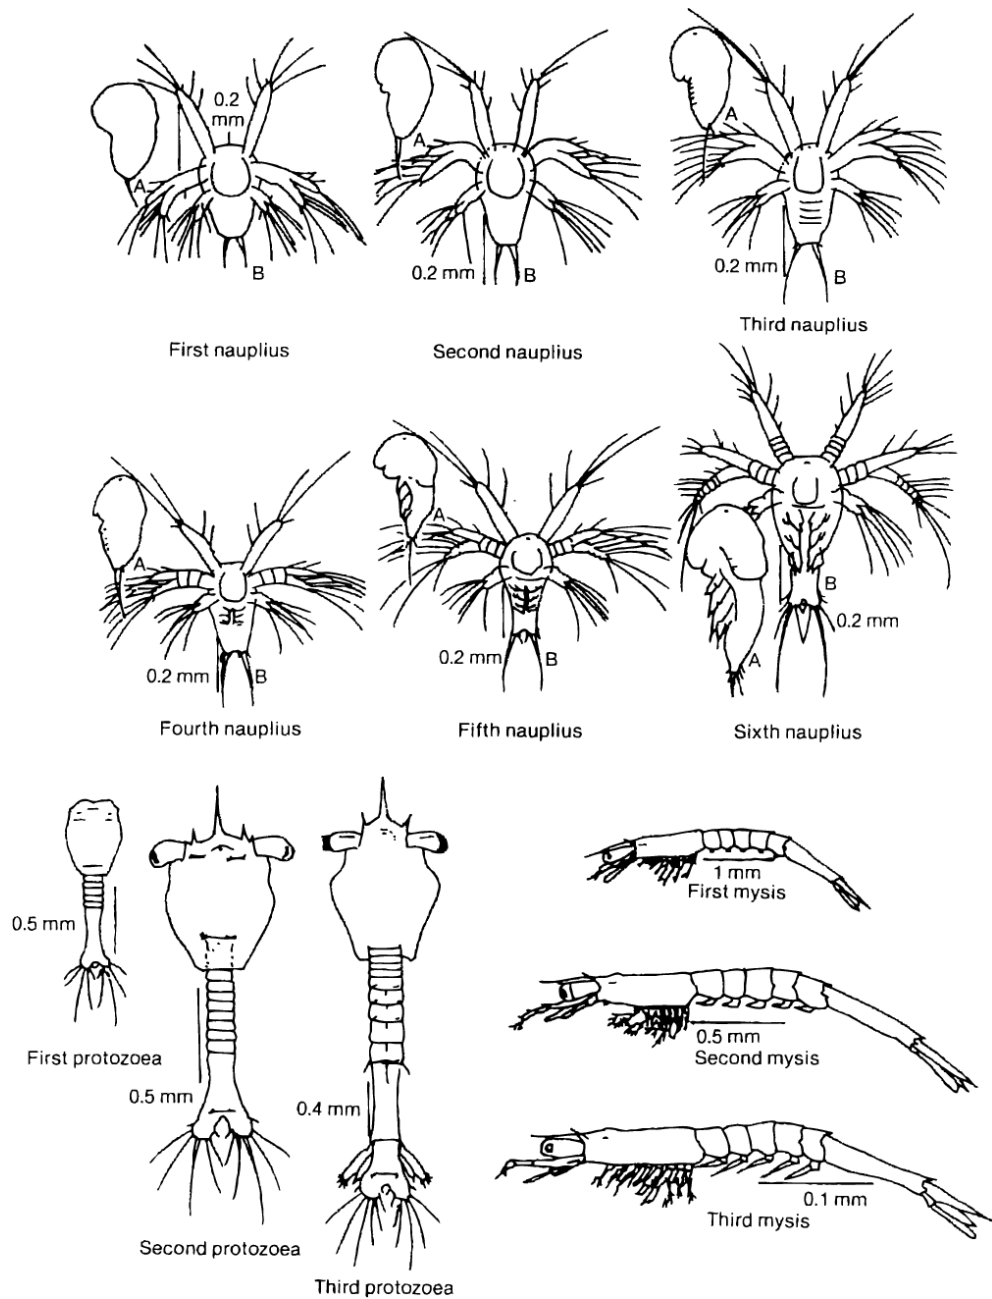 0.2
mm
A
B
First nauplius
A
0.2 mm
B
Second nauplius
A
0.2 mm
B
Third nauplius
A
0.2 mm
B
Fourth nauplius
A
0.2 mm
B
Fifth nauplius
A
B
0.2 mm
Sixth nauplius
0.5 mm
First protozoea
0.5 mm
Second protozoea
0.4 mm
Third protozoea
1 mm
First mysis
0.5 mm
Second mysis
0.1 mm
Third mysis